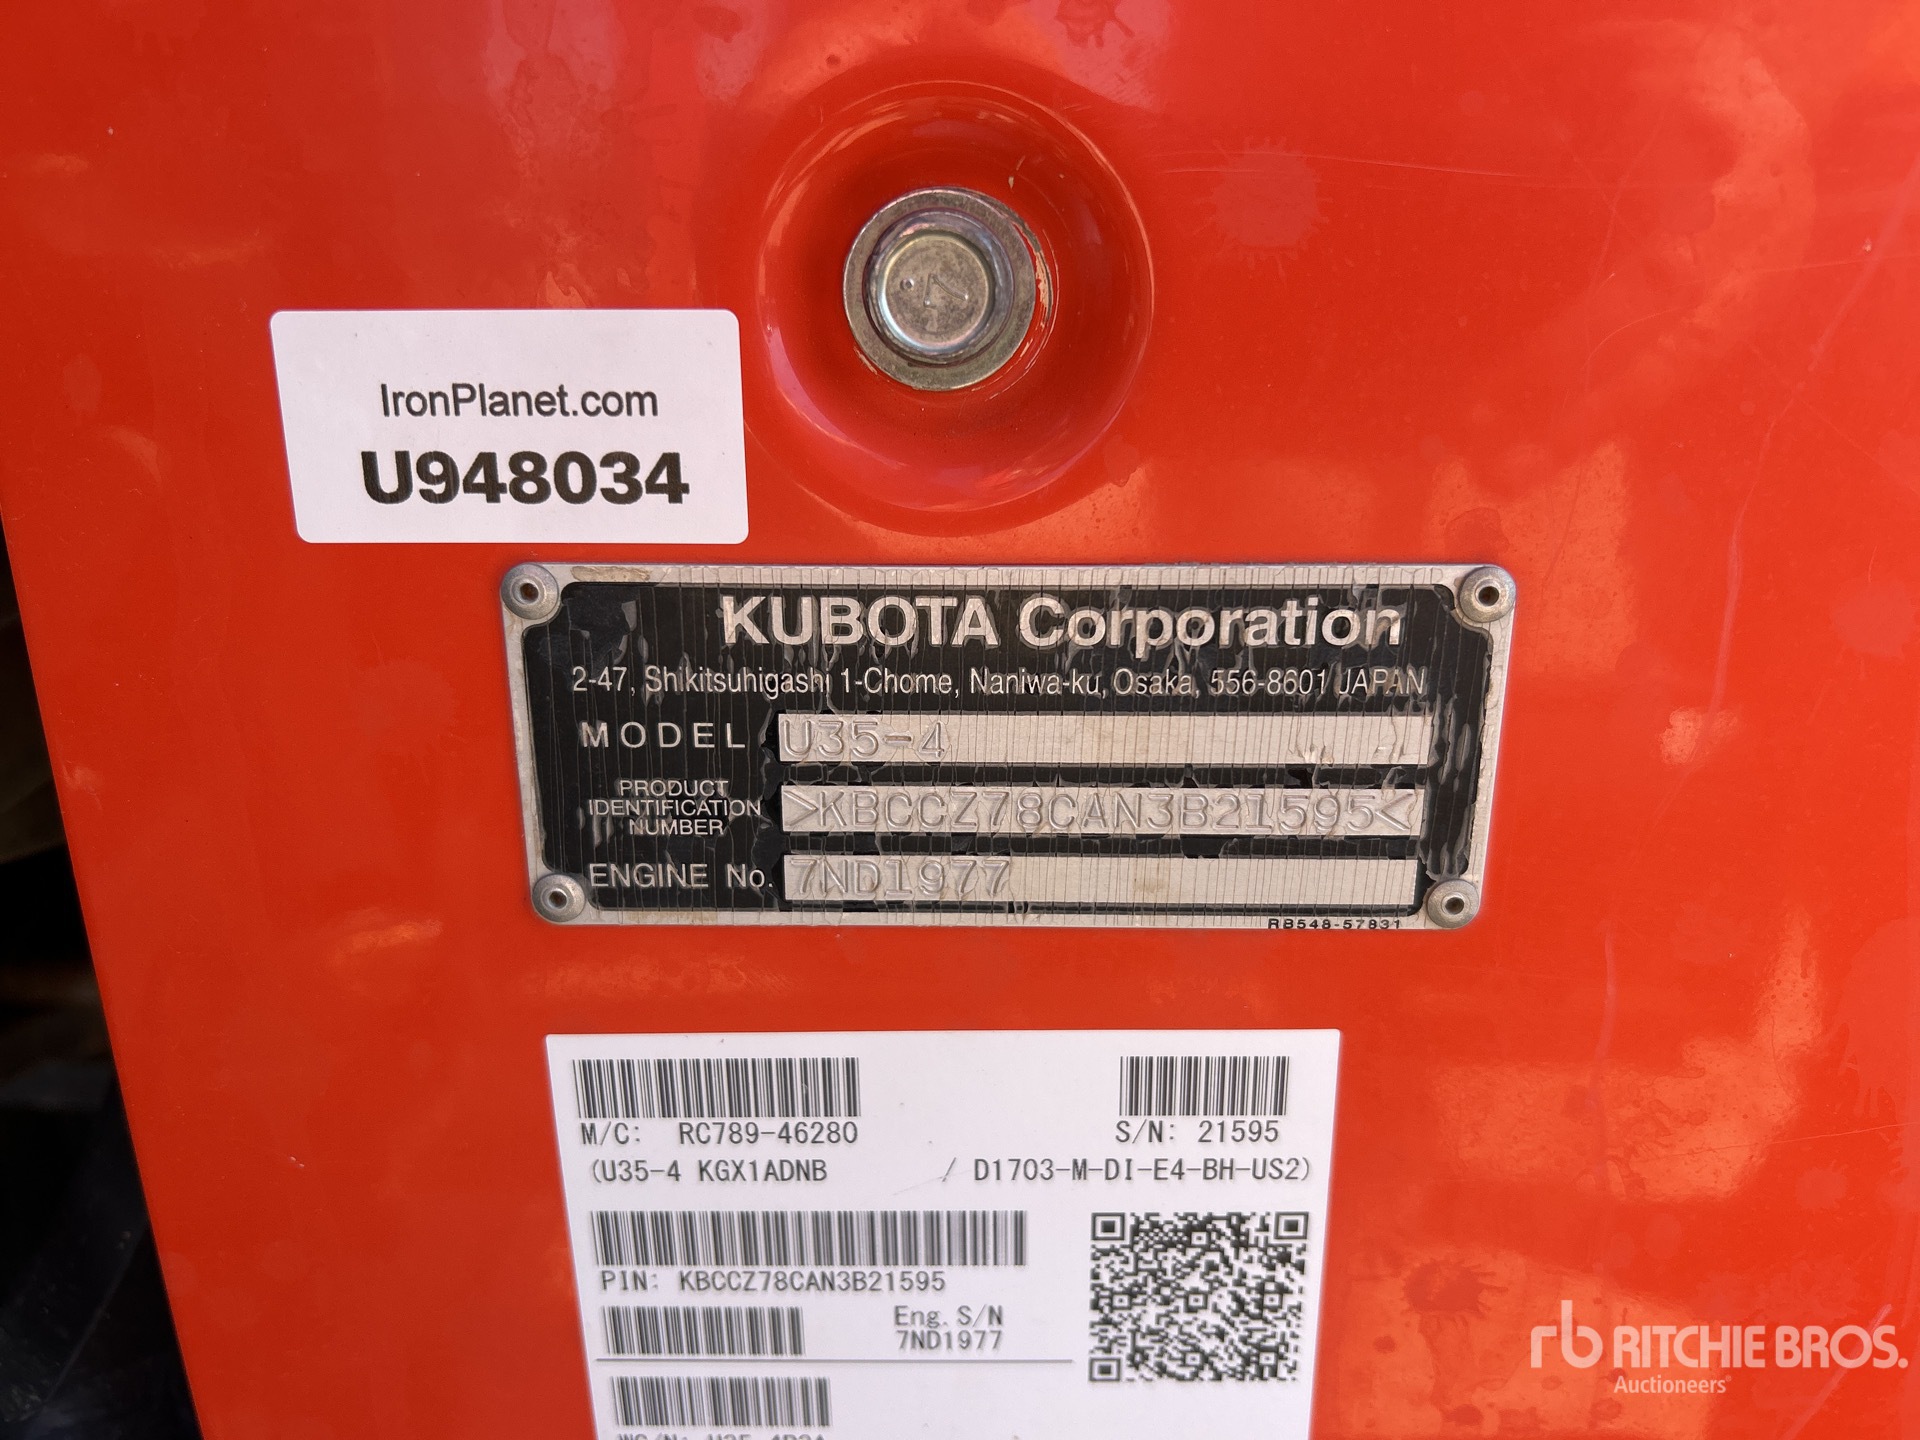 IronPlanet.com
U948034
KUBOTA Corporation
2-47, Shikitsuhigashi 1-Chome, Naniwa-ku, Osaka, 556-8601 JAPAN
MODEL U35-4
PRODUCT
IDENTIFICATION
NUMBER
>KBCCZ78CAN3B21595<
ENGINE No. 7ND1977
RB548-57831
M/C: RC789-46280 S/N: 21595
(U35-4 KGX1ADNB / D1703-M-DI-E4-BH-US2)
PIN: KBCCZ78CAN3B21595
Eng. S/N
7ND1977
rb RITCHIE BROS.
Auctioneers